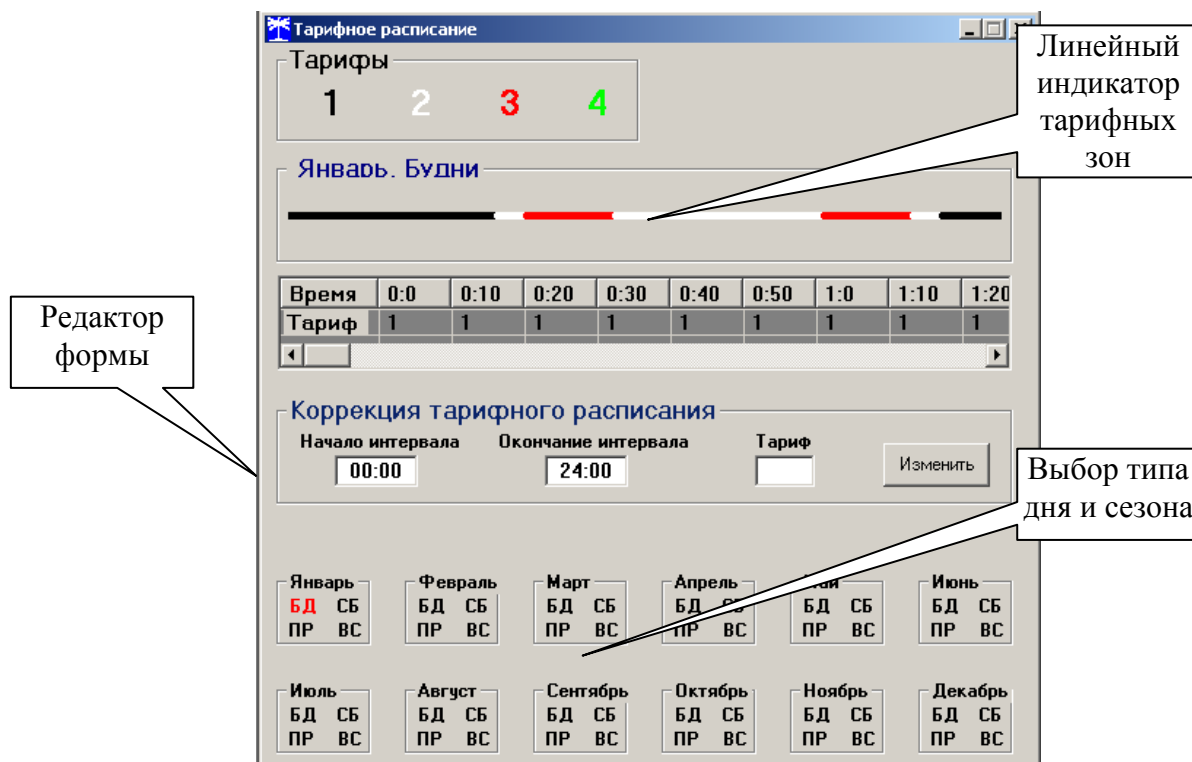 Тарифное расписание
Тарифы
1 2 3 4
Линейный
индикатор
тарифных
зон
Январь. Будни
Время 0:0 0:10 0:20 0:30 0:40 0:50 1:0 1:10 1:20
Тариф 1 1 1 1 1 1 1 1 1
Редактор
формы
Коррекция тарифного расписания
Начало интервала Окончание интервала Тариф
00:00 24:00 Изменить
Выбор типа
дня и сезона
Январь Февраль Март Апрель Май Июнь
БД СБ БД СБ БД СБ БД СБ БД СБ БД СБ
ПР ВС ПР ВС ПР ВС ПР ВС ПР ВС ПР ВС
Июль Август Сентябрь Октябрь Ноябрь Декабрь
БД СБ БД СБ БД СБ БД СБ БД СБ БД СБ
ПР ВС ПР ВС ПР ВС ПР ВС ПР ВС ПР ВС